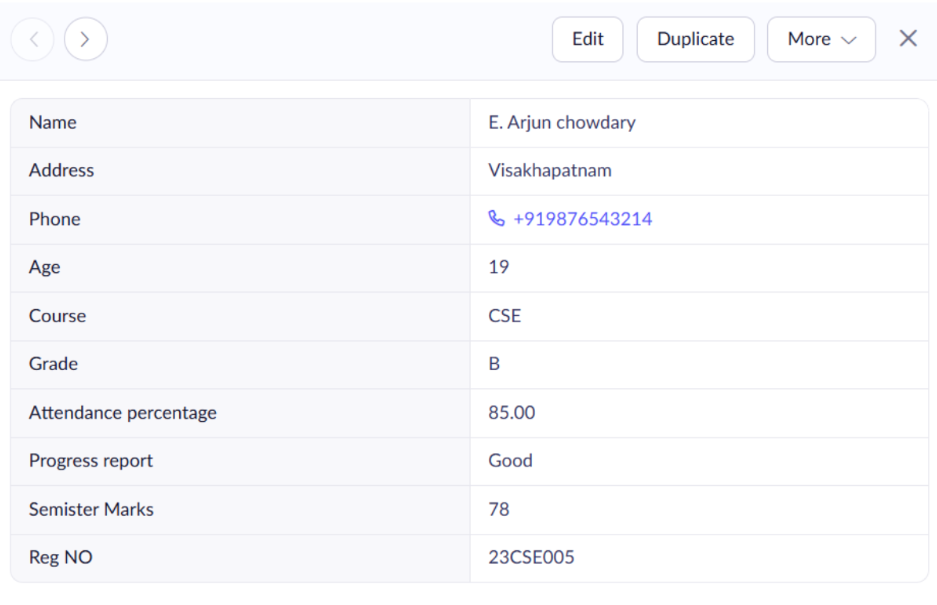 Edit Duplicate More
Name E. Arjun chowdary
Address Visakhapatnam
Phone +919876543214
Age 19
Course CSE
Grade B
Attendance percentage 85.00
Progress report Good
Semister Marks 78
Reg NO 23CSE005